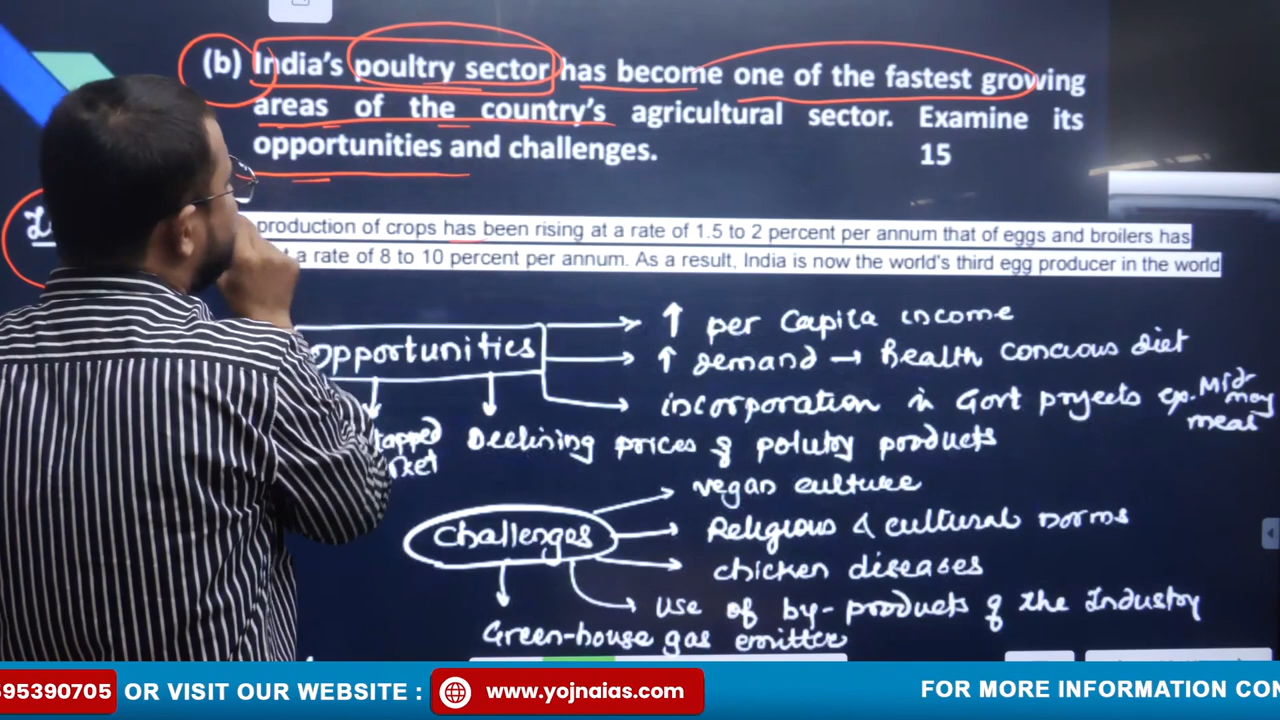 (b) India's poultry sector has become one of the fastest growing
areas of the country's agricultural sector. Examine its
opportunities and challenges. 15
production of crops has been rising at a rate of 1.5 to 2 percent per annum that of eggs and broilers has
a rate of 8 to 10 percent per annum. As a result, India is now the world's third egg producer in the world
opportunities
↑ per capita income
↑ demand → health concious diet
incorporation in Govt projects eg. Mid
may
meal
Declining prices of poluty products
Challenges
vegan culture
Religious & cultural norms
chicken diseases
use of by-products of the Industry
Green-house gas emitter
595390705 OR VISIT OUR WEBSITE : www.yojnaias.com FOR MORE INFORMATION CON